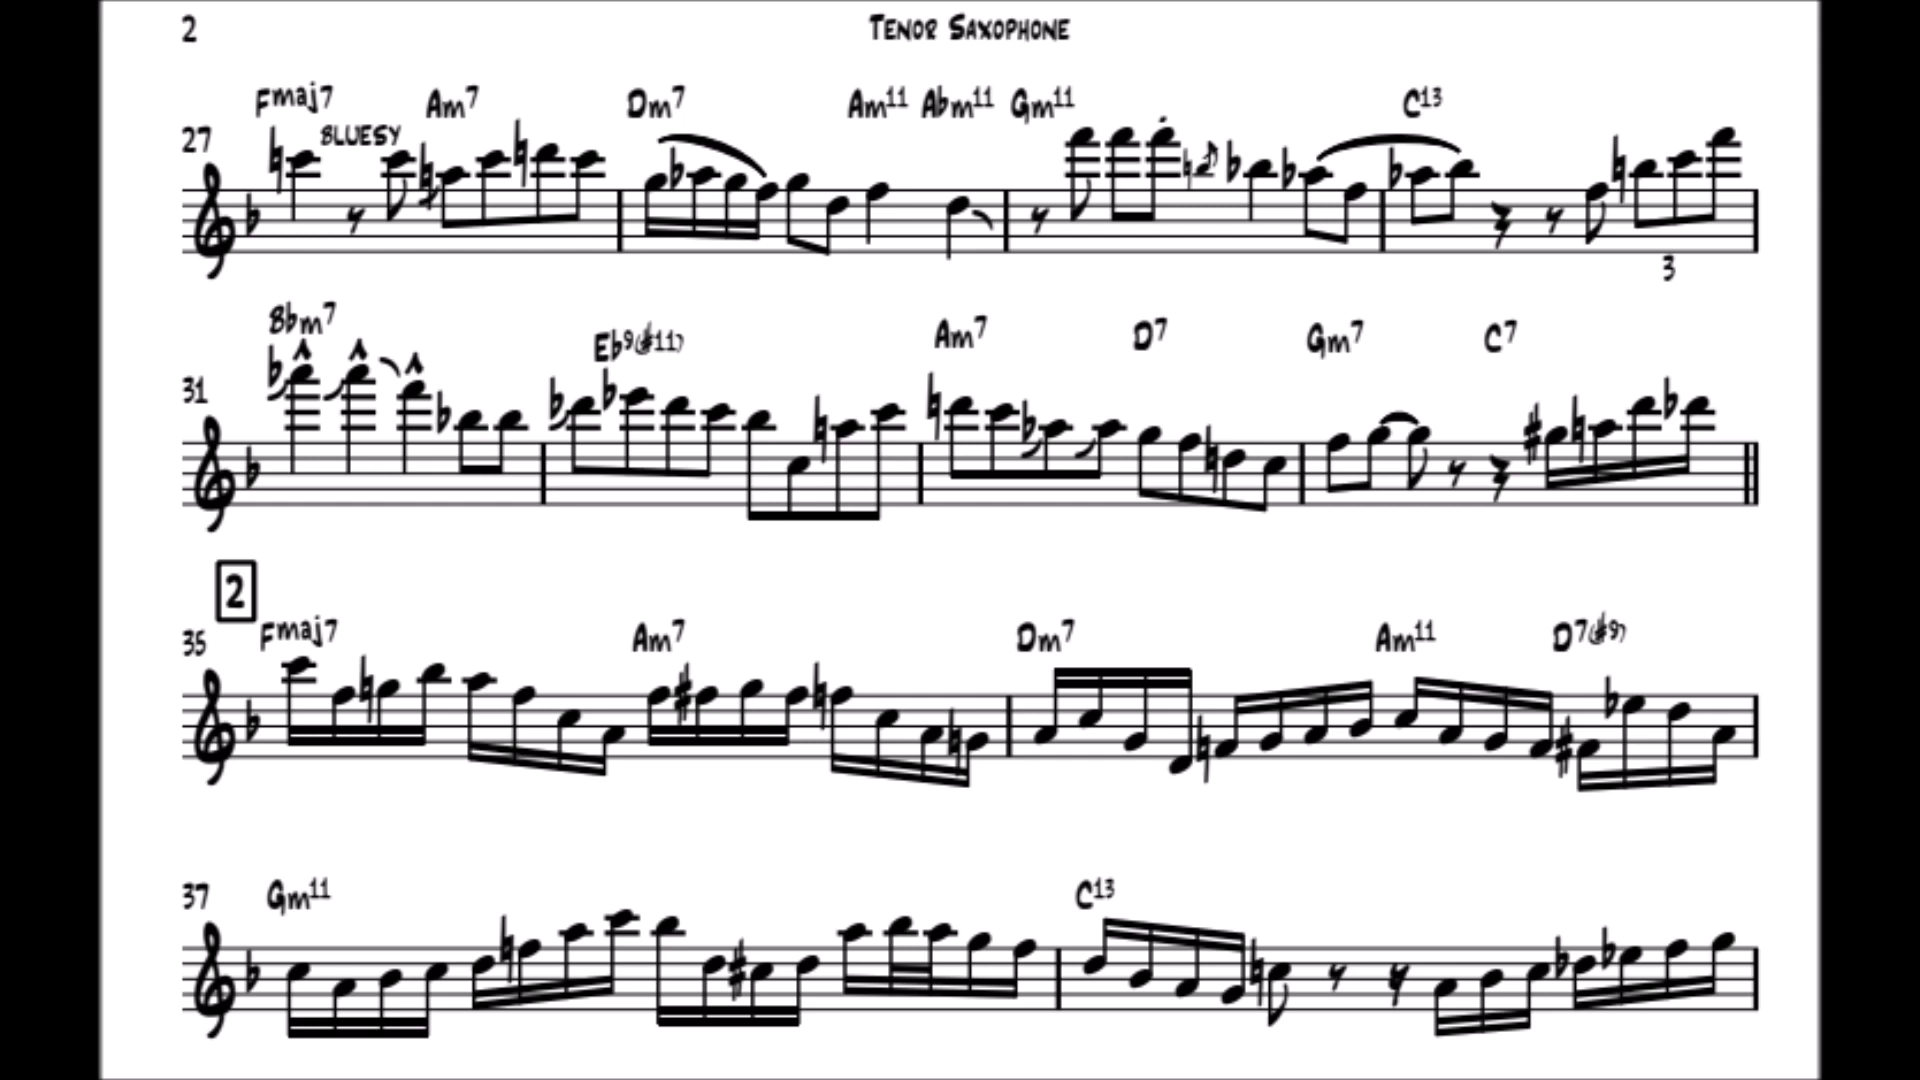 2 Tenor Saxophone
Fmaj7 Am7 Dm7 Am11 Abm11 Gm11 C13
27 Bluesy
3
Bbm7 Eb9(#11) Am7 D7 Gm7 C7
31
2
Fmaj7 Am7 Dm7 Am11 D7(#9)
35
37 Gm11 C13